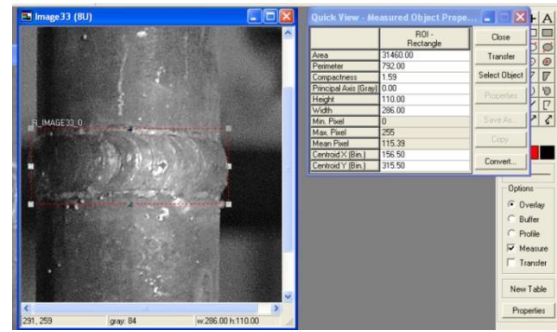 Image33 (8U)
R_IMAGE33_0
291, 259 gray: 84 w:286.00 h:110.00
Quick View - Measured Object Prope...
ROI -
Rectangle
Area 31460.00
Perimeter 792.00
Compactness 1.59
Principal Axis (Gray) 0.00
Height 110.00
Width 286.00
Min. Pixel 0
Max. Pixel 255
Mean Pixel 115.39
Centroid X (Bin.) 156.50
Centroid Y (Bin.) 315.50
Close
Transfer
Select Object
Properties
Save As...
Copy
Convert...
A
Options
Overlay
Buffer
Profile
Measure
Transfer
New Table
Properties